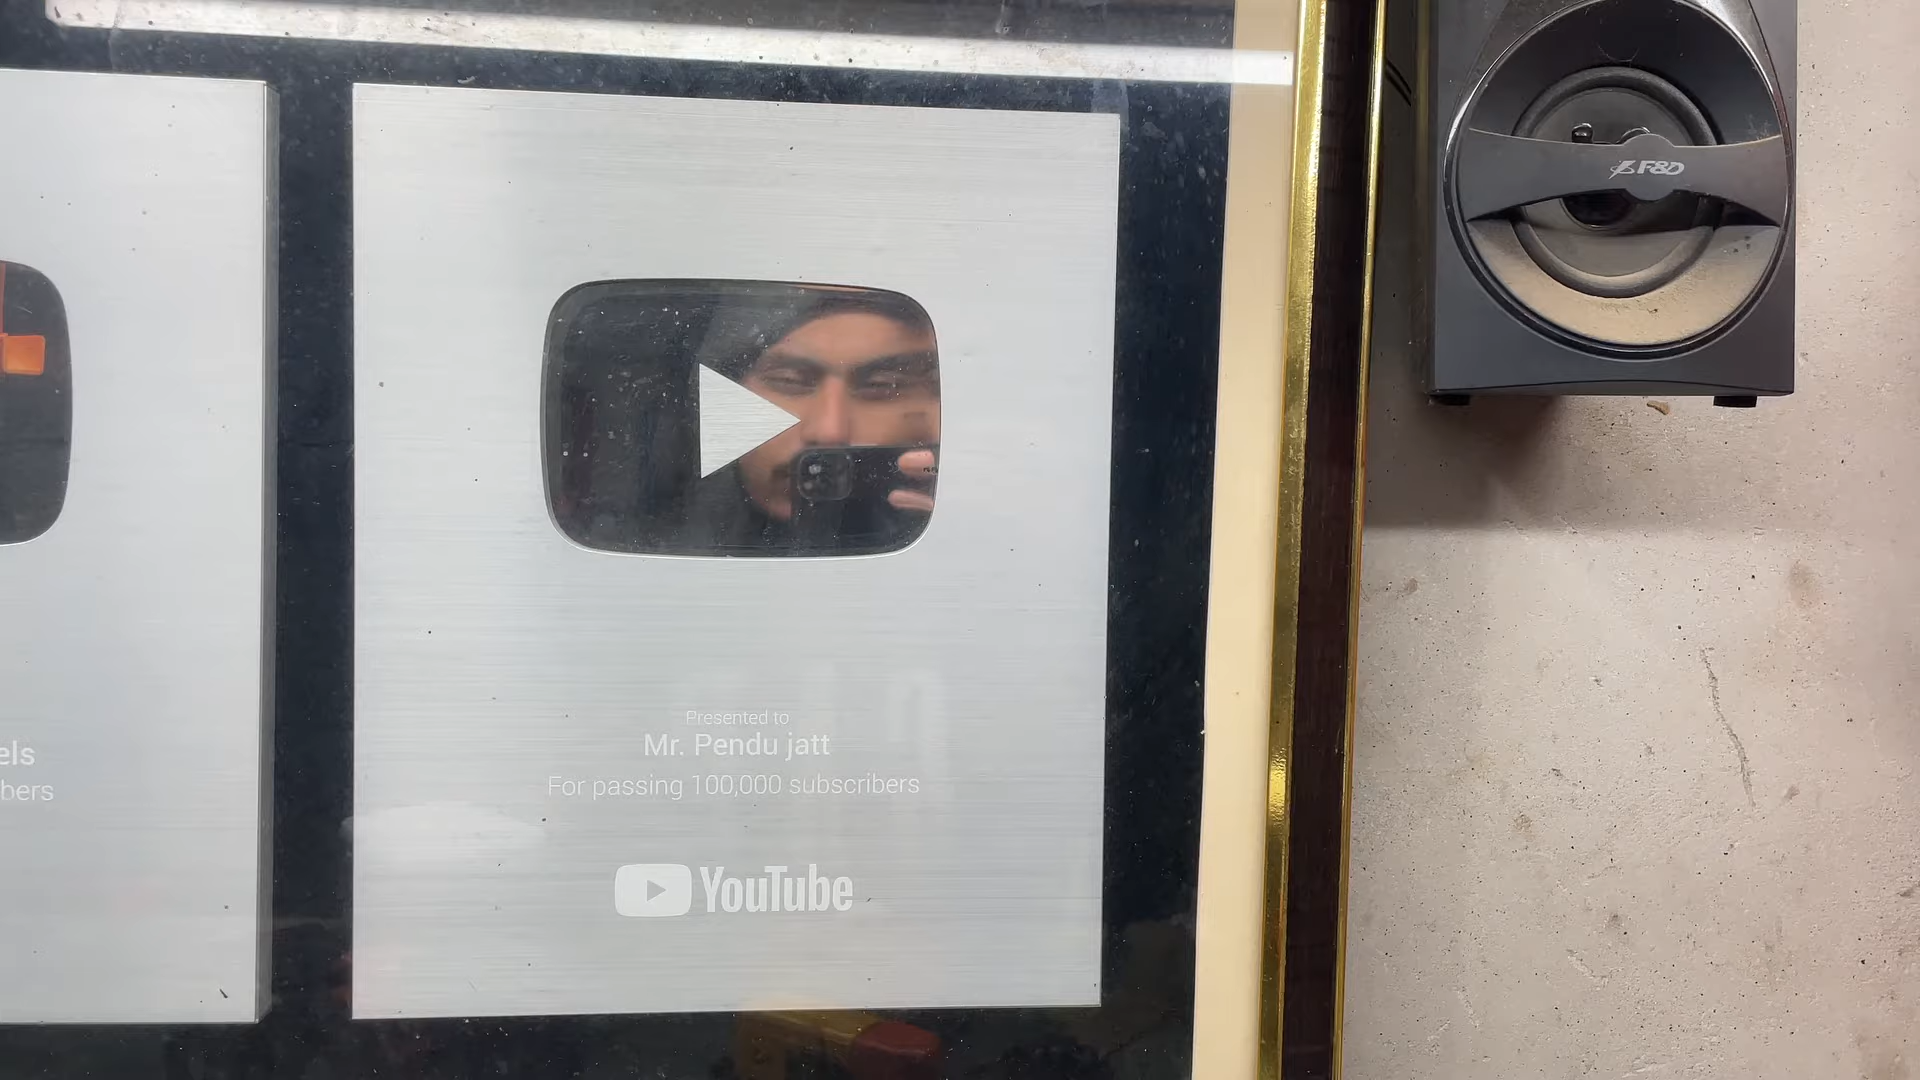 F&D
els
bers
Presented to
Mr. Pendu jatt
For passing 100,000 subscribers
YouTube